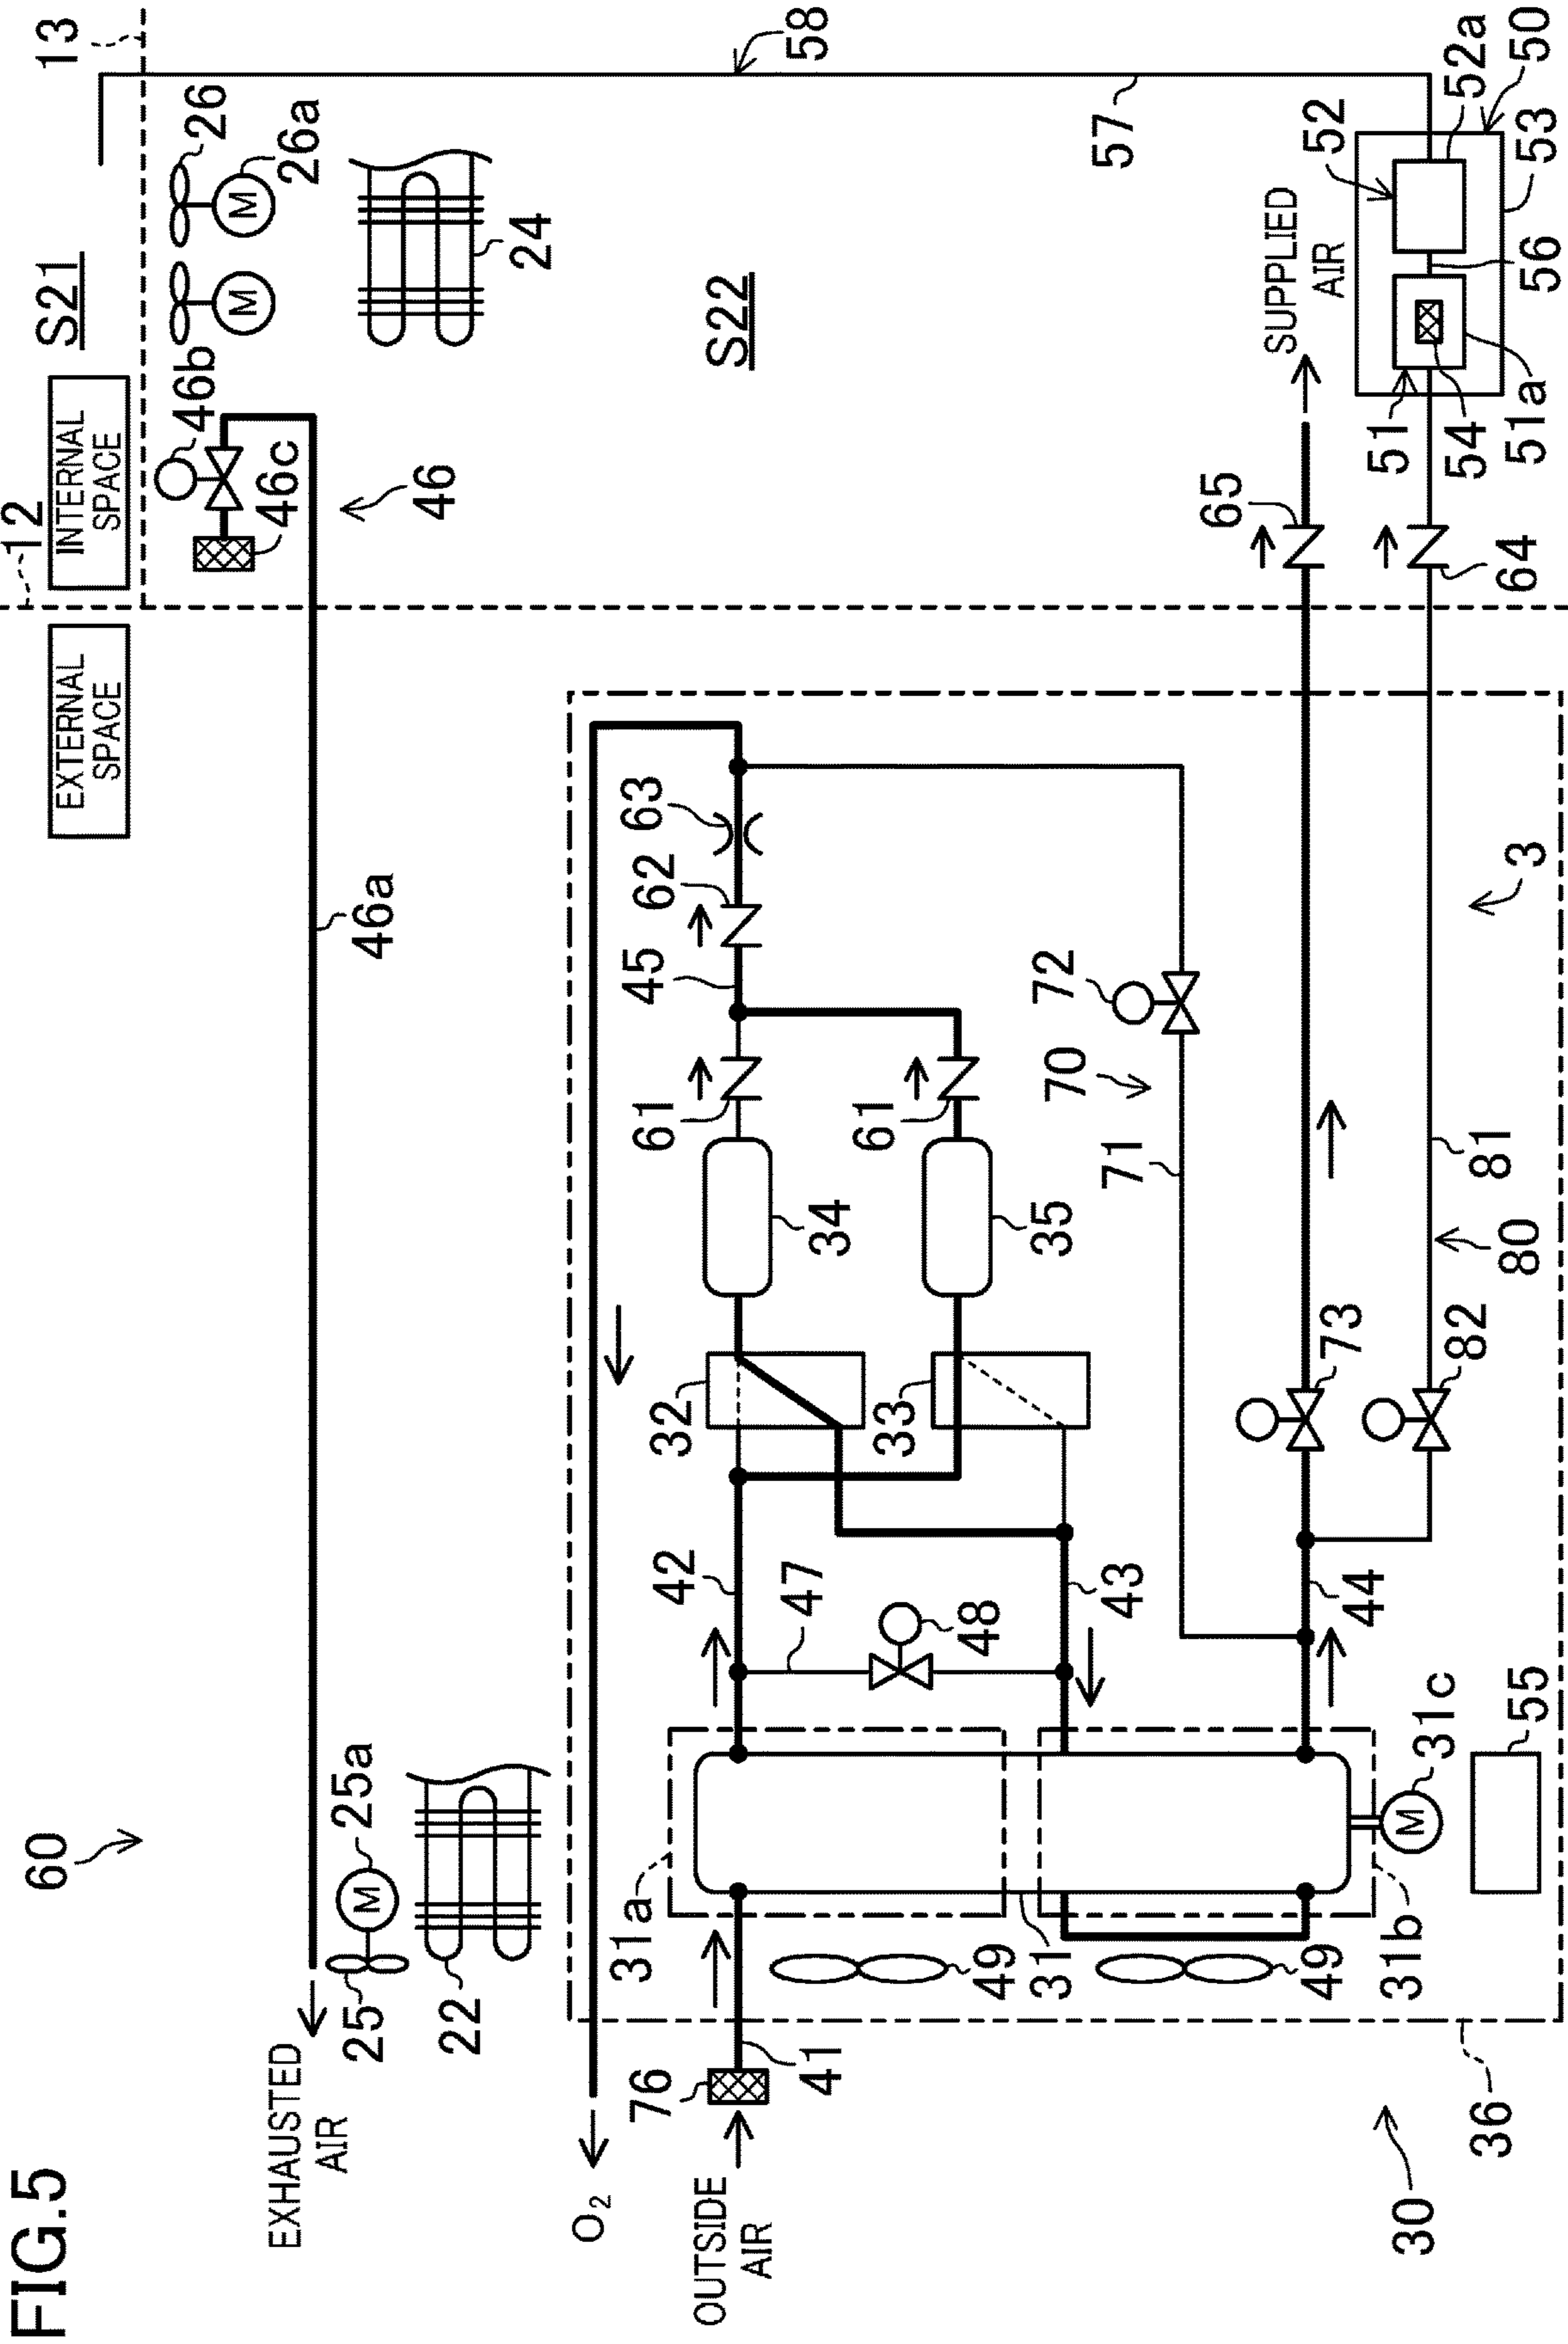 FIG.5
60
12
13
EXTERNAL
SPACE
INTERNAL
SPACE
S21
46b
26
M
M
46c
26a
EXHAUSTED
AIR
25
M
25a
46a
46
22
24
O2
31a
76
42
32
61
45
62
63
OUTSIDE
AIR
S22
47
58
41
34
33
61
48
49
31
35
70
72
43
71
57
65
SUPPLIED
AIR
49
73
52
44
31b
51
30
M
31c
82
54
52a
36
81
55
80
3
64
51a
56
53
50